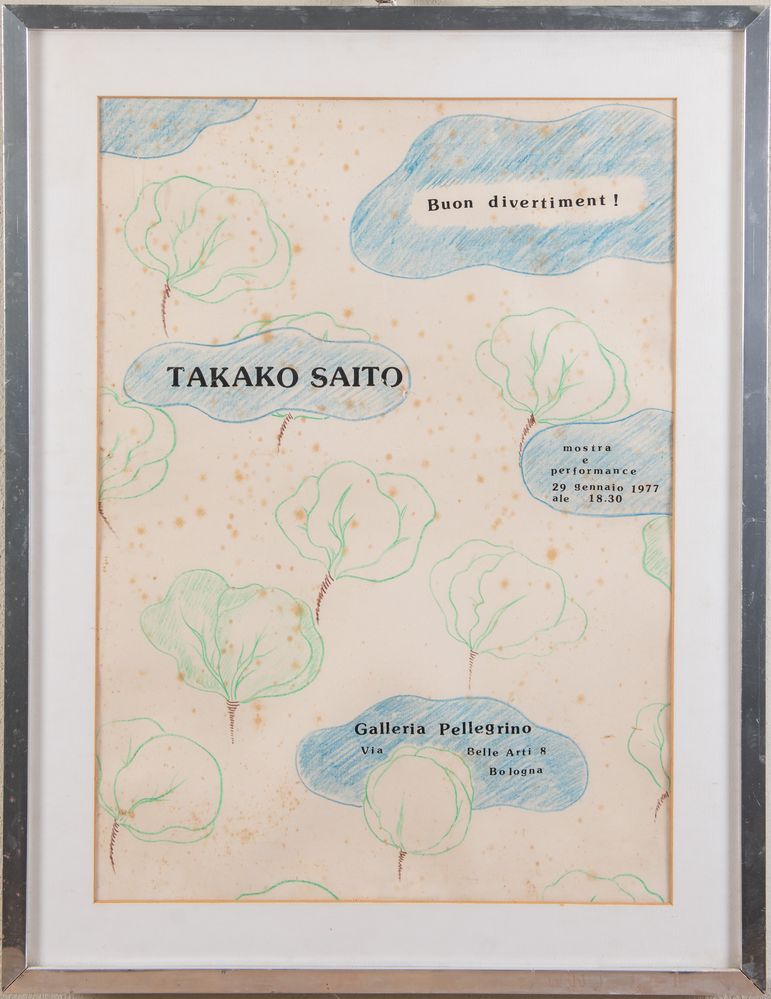 Buon divertiment!
TAKAKO SAITO
mostra
e
performance
29 gennaio 1977
ale 18.30
Galleria Pellegrino
Via Belle Arti 8
Bologna